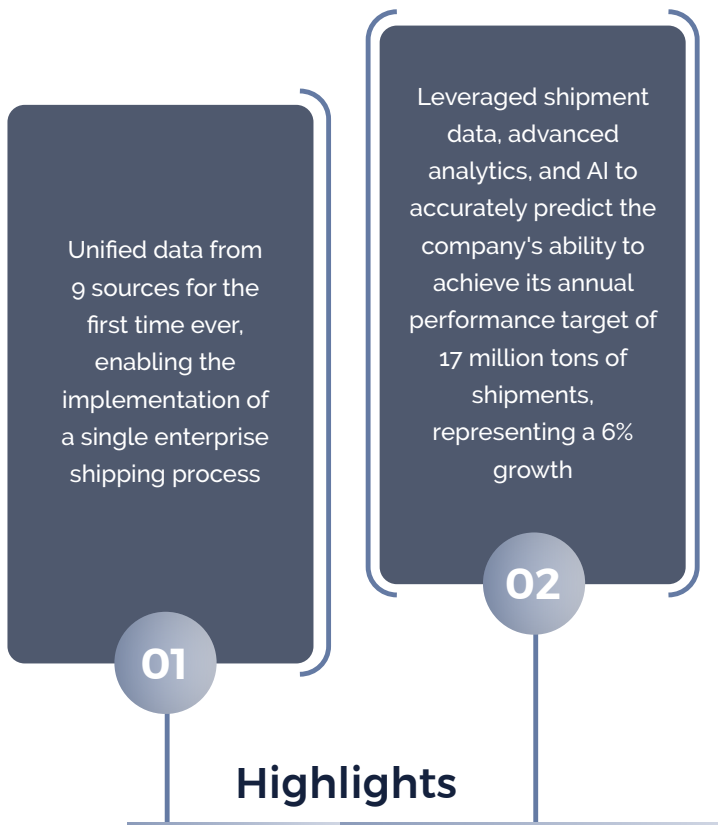 Unified data from
9 sources for the
first time ever,
enabling the
implementation of
a single enterprise
shipping process
01
Leveraged shipment
data, advanced
analytics, and AI to
accurately predict the
company's ability to
achieve its annual
performance target of
17 million tons of
shipments,
representing a 6%
growth
02
Highlights